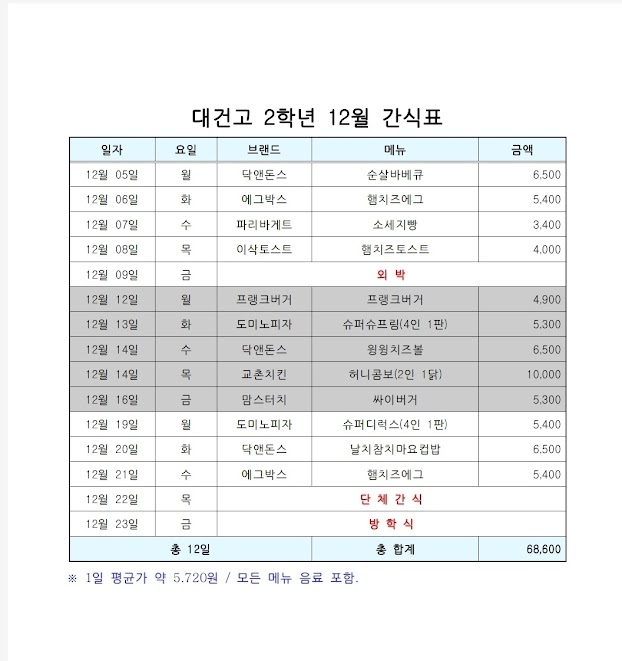 대건고 2학년 12월 간식표
일자 요일 브랜드 메뉴 금액
12월 05일 월 닥앤돈스 순살바베큐 6,500
12월 06일 화 에그박스 햄치즈에그 5,400
12월 07일 수 파리바게트 소세지빵 3,400
12월 08일 목 이삭토스트 햄치즈토스트 4,000
12월 09일 금 외 박
12월 12일 월 프랭크버거 프랭크버거 4,900
12월 13일 화 도미노피자 슈퍼슈프림(4인 1판) 5,300
12월 14일 수 닥앤돈스 윙윙치즈볼 6,500
12월 14일 목 교촌치킨 허니콤보(2인 1닭) 10,000
12월 16일 금 맘스터치 싸이버거 5,300
12월 19일 월 도미노피자 슈퍼디럭스(4인 1판) 5,400
12월 20일 화 닥앤돈스 날치참치마요컵밥 6,500
12월 21일 수 에그박스 햄치즈에그 5,400
12월 22일 목 단 체 간 식
12월 23일 금 방 학 식
총 12일 총 합계 68,600
※ 1일 평균가 약 5.720원 / 모든 메뉴 음료 포함.